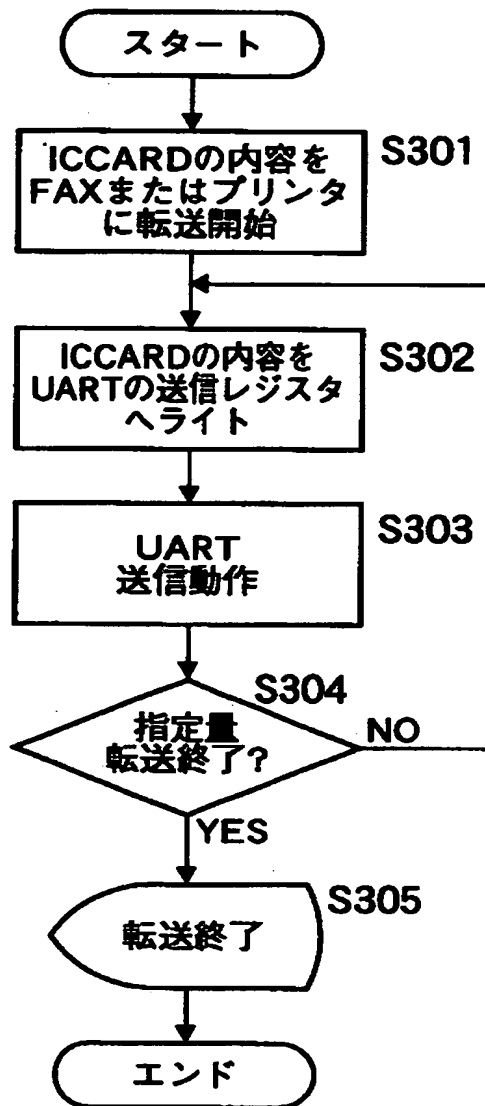 スタート
ICCARDの内容を
FAXまたはプリンタ
に転送開始
S301
ICCARDの内容を
UARTの送信レジスタ
へライト
S302
UART
送信動作
S303
S304
指定量
転送終了?
NO
YES
転送終了
S305
エンド